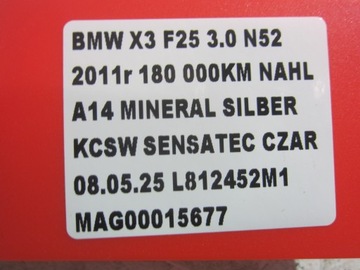 BMW X3 F25 3.0 N52
2011r 180 000KM NAHL
A14 MINERAL SILBER
KCSW SENSATEC CZAR
08.05.25 L812452M1
MAG00015677